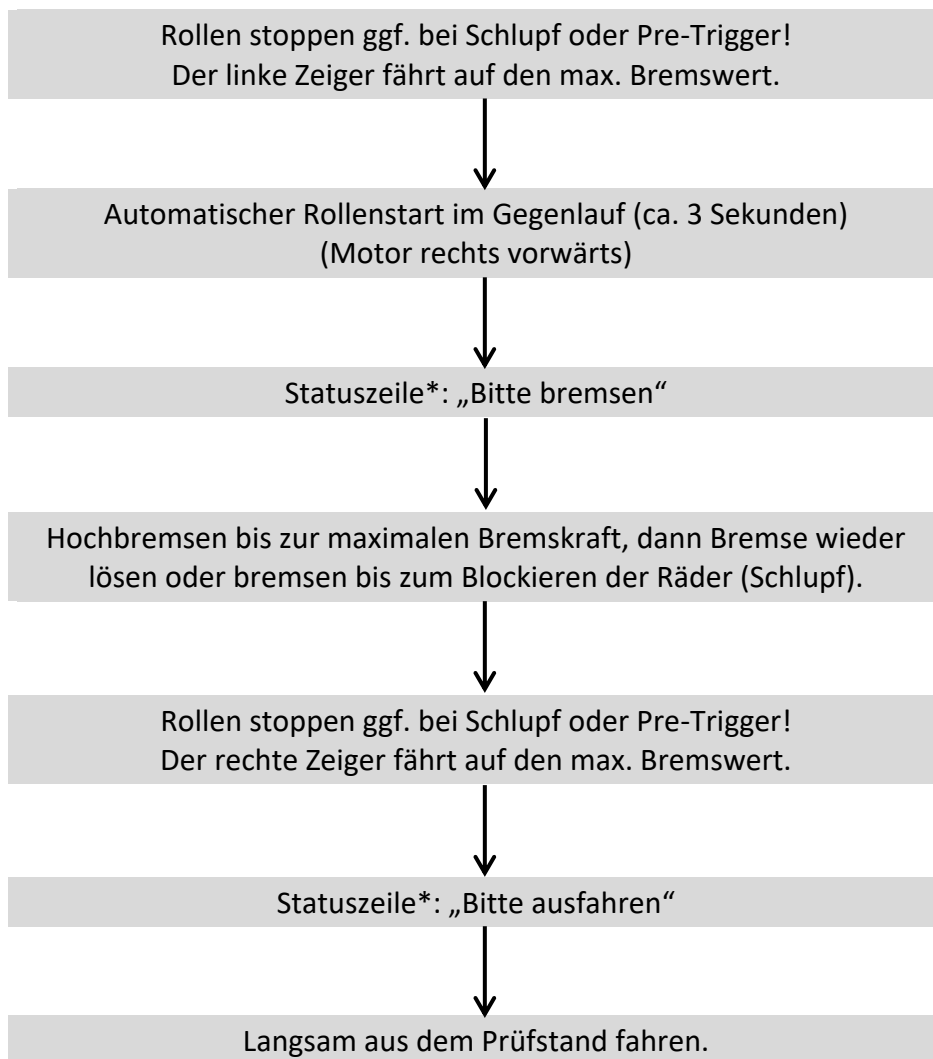 Rollen stoppen ggf. bei Schlupf oder Pre-Trigger!
Der linke Zeiger fährt auf den max. Bremswert.
Automatischer Rollenstart im Gegenlauf (ca. 3 Sekunden)
(Motor rechts vorwärts)
Statuszeile*: „Bitte bremsen“
Hochbremsen bis zur maximalen Bremskraft, dann Bremse wieder
lösen oder bremsen bis zum Blockieren der Räder (Schlupf).
Rollen stoppen ggf. bei Schlupf oder Pre-Trigger!
Der rechte Zeiger fährt auf den max. Bremswert.
Statuszeile*: „Bitte ausfahren“
Langsam aus dem Prüfstand fahren.